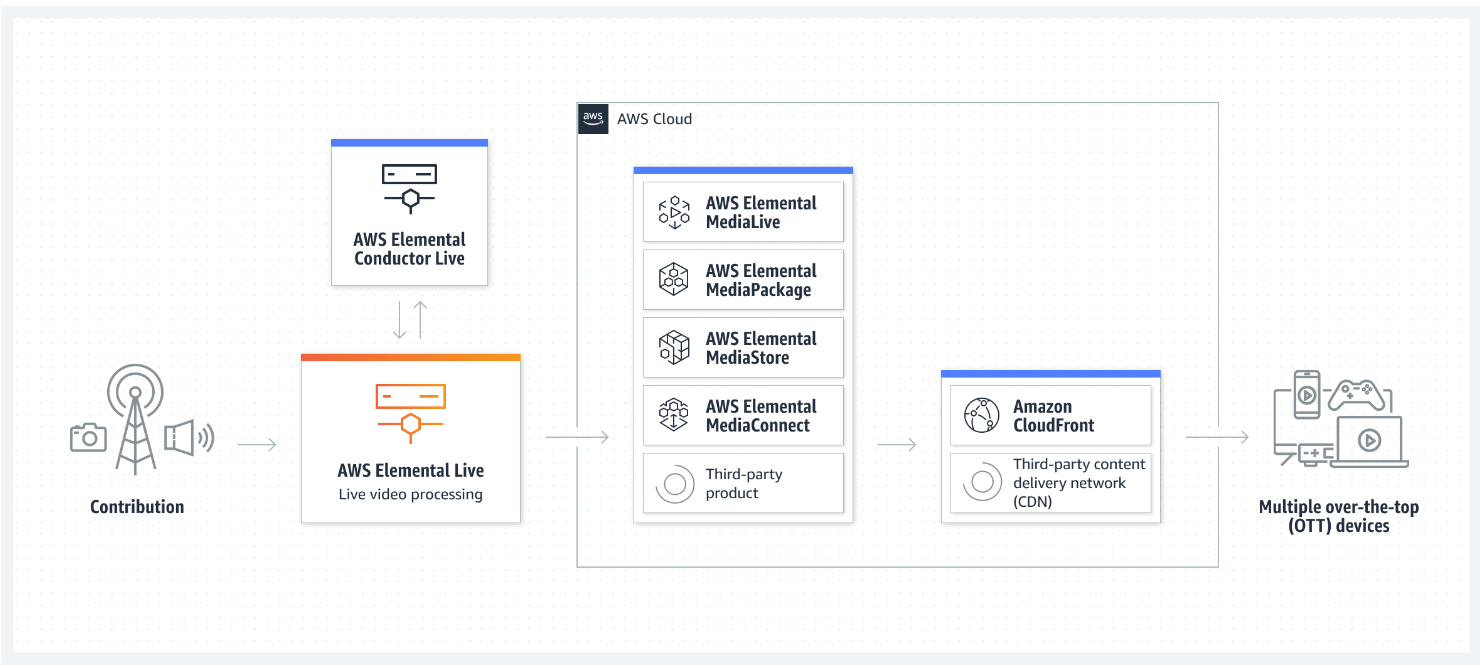 aws
AWS Cloud
AWS Elemental
Conductor Live
AWS Elemental
MediaLive
AWS Elemental
MediaPackage
AWS Elemental
MediaStore
AWS Elemental
MediaConnect
Third-party
product
Contribution
AWS Elemental Live
Live video processing
Amazon
CloudFront
Third-party content
delivery network
(CDN)
Multiple over-the-top
(OTT) devices